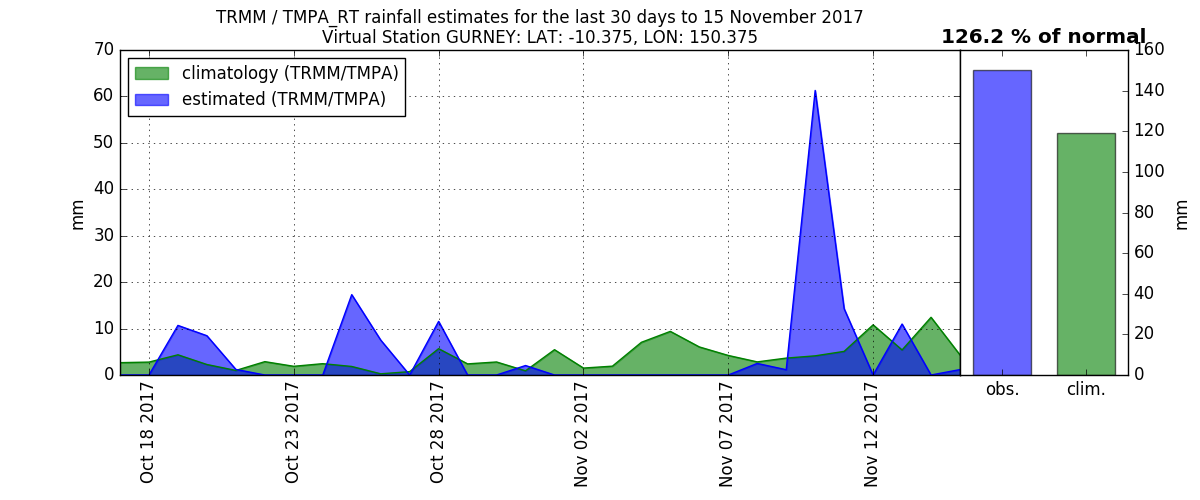 TRMM / TMPA_RT rainfall estimates for the last 30 days to 15 November 2017
Virtual Station GURNEY: LAT: -10.375, LON: 150.375
126.2 % of normal
climatology (TRMM/TMPA)
estimated (TRMM/TMPA)
70
60
50
40
30
20
10
0
mm
Oct 18 2017
Oct 23 2017
Oct 28 2017
Nov 02 2017
Nov 07 2017
Nov 12 2017
160
140
120
100
80
60
40
20
0
mm
obs.
clim.